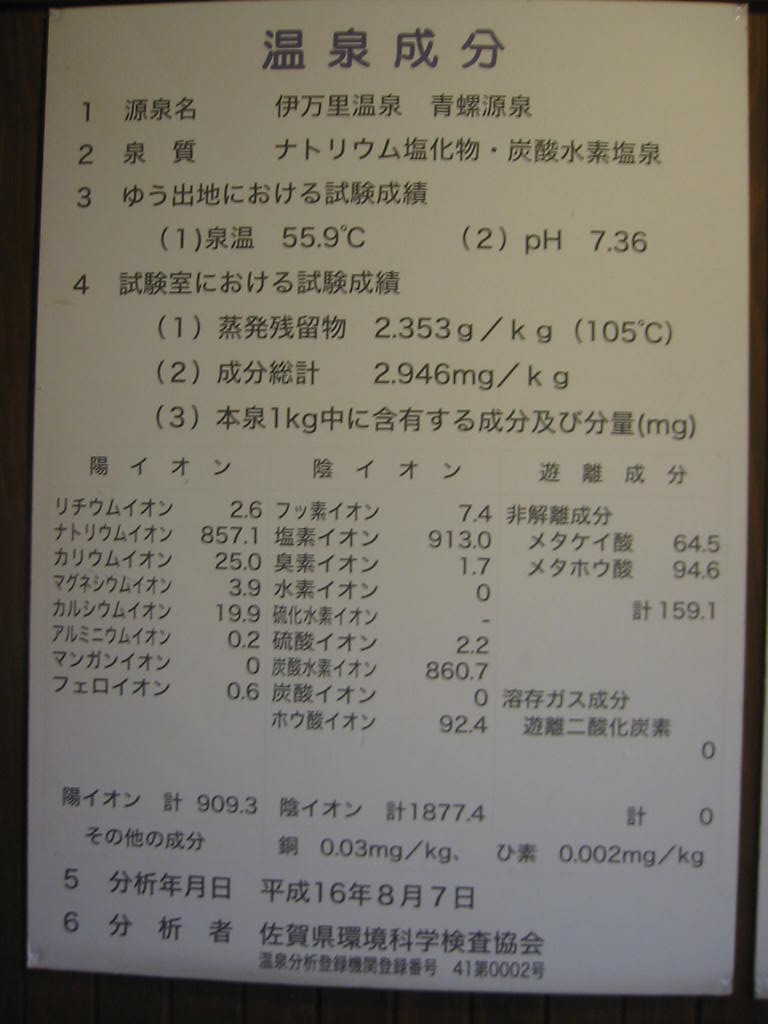 温泉成分
1 源泉名 伊万里温泉 青螺源泉
2 泉質 ナトリウム塩化物・炭酸水素塩泉
3 ゆう出地における試験成績
(1)泉温 55.9℃ (2) pH 7.36
4 試験室における試験成績
(1) 蒸発残留物 2.353g/kg (105℃)
(2) 成分総計 2.946mg/kg
(3) 本泉1kg中に含有する成分及び分量(mg)
陽イオン 陰イオン 遊離成分
リチウムイオン 2.6 フッ素イオン 7.4 非解離成分
ナトリウムイオン 857.1 塩素イオン 913.0 メタケイ酸 64.5
カリウムイオン 25.0 臭素イオン 1.7 メタホウ酸 94.6
マグネシウムイオン 3.9 水素イオン 0
カルシウムイオン 19.9 硫化水素イオン - 計 159.1
アルミニウムイオン 0.2 硫酸イオン 2.2
マンガンイオン 0 炭酸水素イオン 860.7
フェロイオン 0.6 炭酸イオン 0 溶存ガス成分
ホウ酸イオン 92.4 遊離二酸化炭素
0
陽イオン 計 909.3 陰イオン 計1877.4 計 0
その他の成分 銅 0.03mg/kg、 ひ素 0.002mg/kg
5 分析年月日 平成16年8月7日
6 分析者 佐賀県環境科学検査協会
温泉分析登録機関登録番号 41第0002号